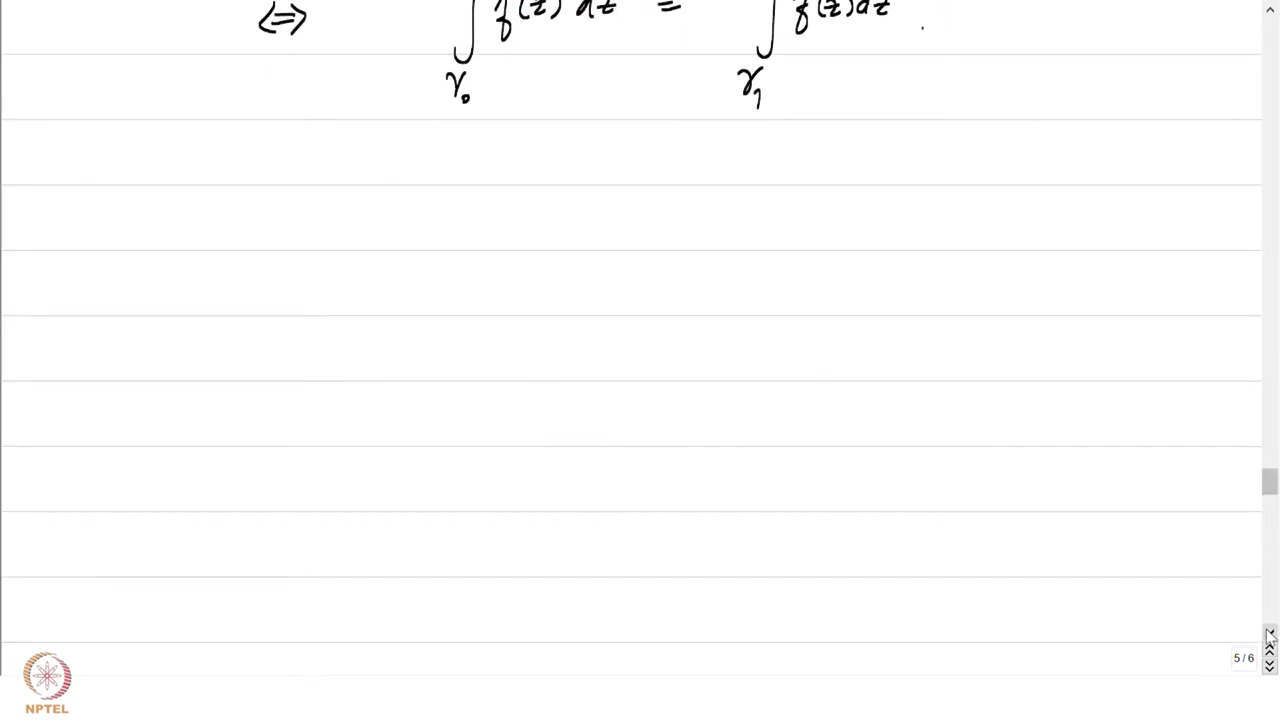 ⇔ ∫ f(z) dz = ∫ f(z) dz .
γ₀ γ₁
5 / 6
NPTEL